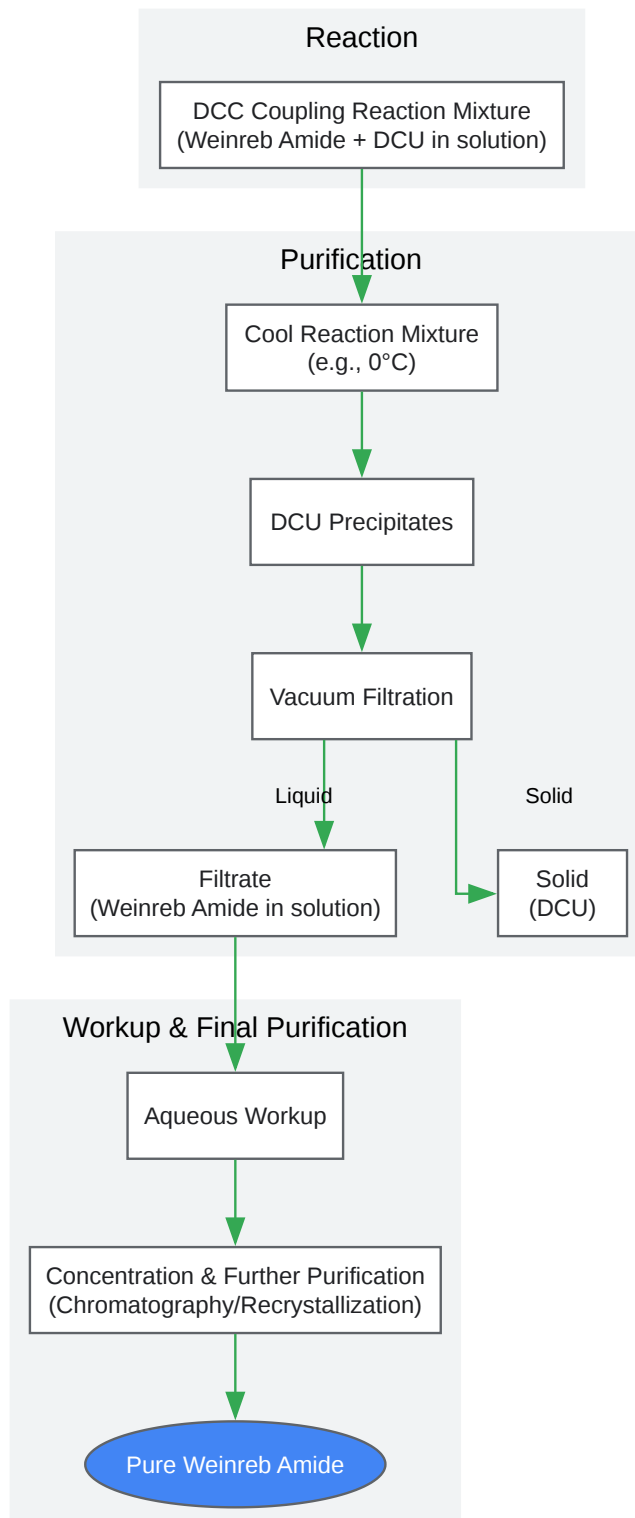 Reaction
DCC Coupling Reaction Mixture
(Weinreb Amide + DCU in solution)
Purification
Cool Reaction Mixture
(e.g., 0°C)
DCU Precipitates
Vacuum Filtration
Liquid
Solid
Filtrate
(Weinreb Amide in solution)
Solid
(DCU)
Workup & Final Purification
Aqueous Workup
Concentration & Further Purification
(Chromatography/Recrystallization)
Pure Weinreb Amide